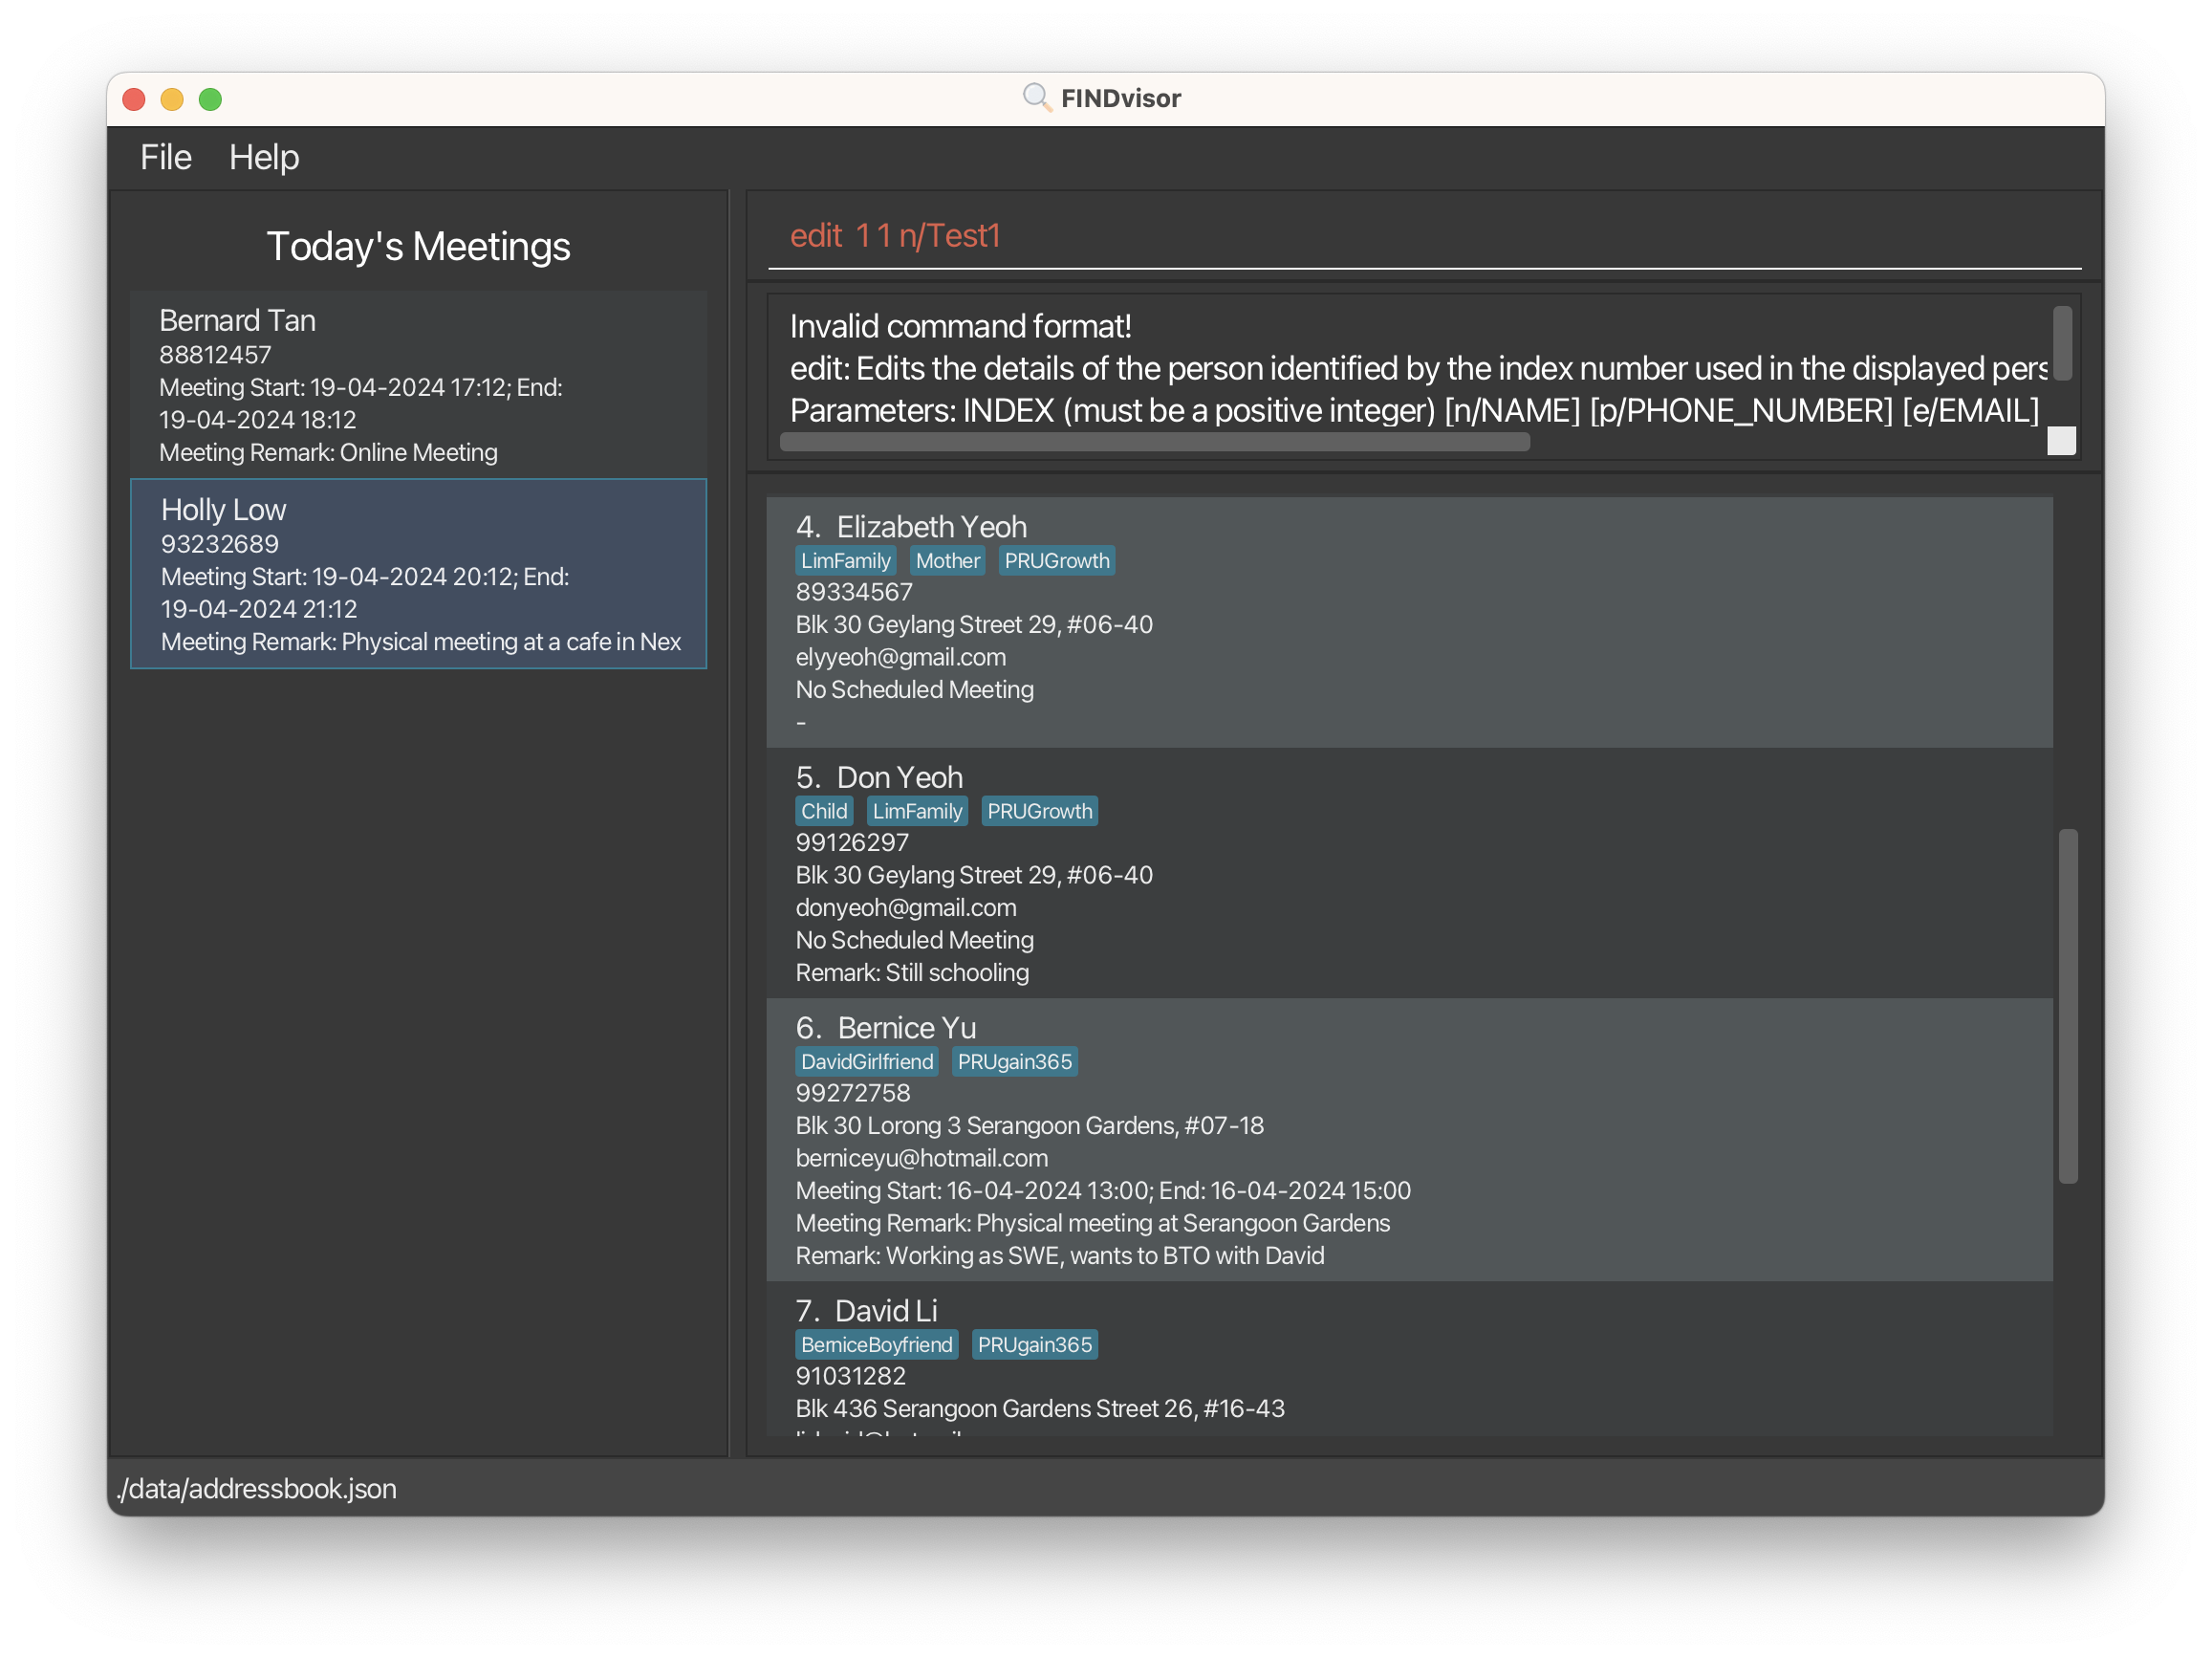 FINDvisor
File Help
Today's Meetings
Bernard Tan
88812457
Meeting Start: 19-04-2024 17:12; End:
19-04-2024 18:12
Meeting Remark: Online Meeting
Holly Low
93232689
Meeting Start: 19-04-2024 20:12; End:
19-04-2024 21:12
Meeting Remark: Physical meeting at a cafe in Nex
edit 1 1 n/Test1
Invalid command format!
edit: Edits the details of the person identified by the index number used in the displayed pers
Parameters: INDEX (must be a positive integer) [n/NAME] [p/PHONE_NUMBER] [e/EMAIL]
4. Elizabeth Yeoh
LimFamily Mother PRUGrowth
89334567
Blk 30 Geylang Street 29, #06-40
elyyeoh@gmail.com
No Scheduled Meeting
-
5. Don Yeoh
Child LimFamily PRUGrowth
99126297
Blk 30 Geylang Street 29, #06-40
donyeoh@gmail.com
No Scheduled Meeting
Remark: Still schooling
6. Bernice Yu
DavidGirlfriend PRUgain365
99272758
Blk 30 Lorong 3 Serangoon Gardens, #07-18
berniceyu@hotmail.com
Meeting Start: 16-04-2024 13:00; End: 16-04-2024 15:00
Meeting Remark: Physical meeting at Serangoon Gardens
Remark: Working as SWE, wants to BTO with David
7. David Li
BerniceBoyfriend PRUgain365
91031282
Blk 436 Serangoon Gardens Street 26, #16-43
./data/addressbook.json